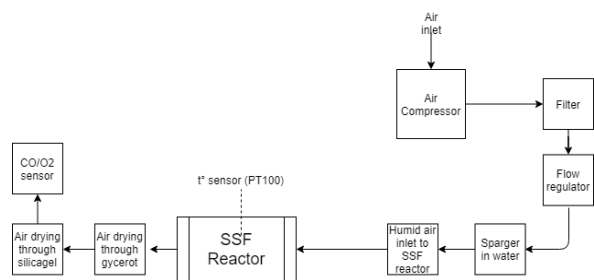 Air
inlet
Air
Compressor
Filter
Flow
regulator
Sparger
in water
Humid air
inlet to
SSF
reactor
t° sensor (PT100)
SSF
Reactor
Air drying
through
glycerot
Air drying
through
silicagel
CO/O2
sensor